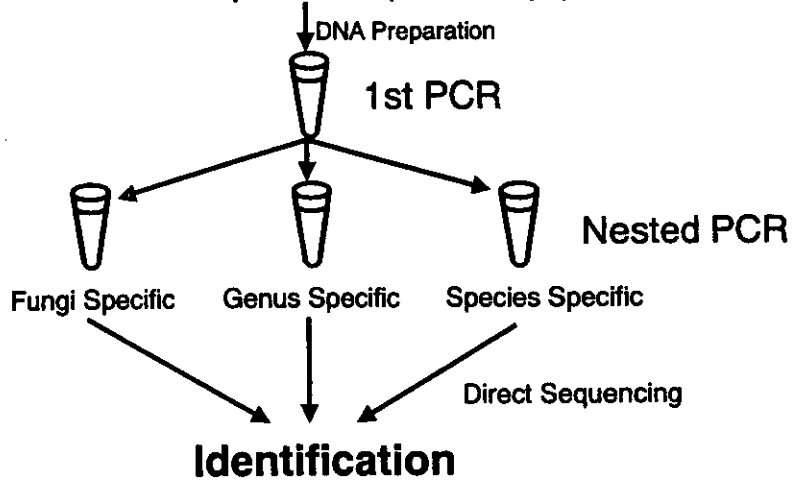 DNA Preparation
1st PCR
Nested PCR
Fungi Specific Genus Specific Species Specific
Direct Sequencing
Identification